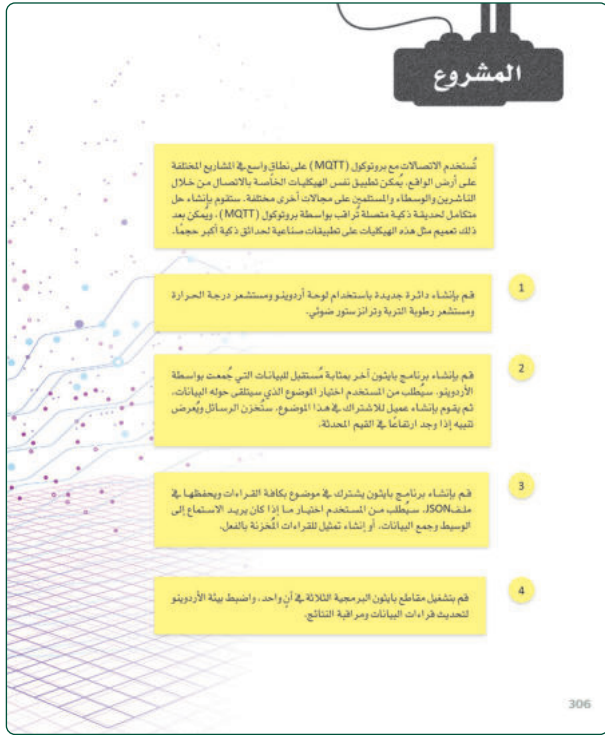 المشروع
تُستخدم الاتصالات مع بروتوكول (MQTT) على نطاق واسع في المشاريع المختلفة
على أرض الواقع. يُمكن تطبيق نفس الهيكليات الخاصة بالاتصال من خلال
الناشرين والوسطاء والمستلمين على مجالات أخرى مختلفة. ستقوم بإنشاء حل
متكامل لحديقة ذكية متصلة تُراقب بواسطة بروتوكول (MQTT)، ويُمكن بعد
ذلك تعميم مثل هذه الهيكليات على تطبيقات صناعية لحدائق ذكية أكبر حجمًا.
1
قم بإنشاء دائرة جديدة باستخدام لوحة أردوينو ومستشعر درجة الحرارة
ومستشعر رطوبة التربة وترانزستور ضوئي.
2
قم بإنشاء برنامج بايثون آخر بمثابة مُستقبل للبيانات التي جُمعت بواسطة
الأردوينو. سيُطلب من المستخدم اختيار الموضوع الذي سيتلقى حوله البيانات،
ثم يقوم بإنشاء عميل للاشتراك في هذا الموضوع. ستُخزن الرسائل ويُعرض
تنبيه إذا وجد ارتفاعًا في القيم المحدثة.
3
قم بإنشاء برنامج بايثون يشترك في موضوع بكافة القراءات ويحفظها في
ملف JSON. سيُطلب من المستخدم اختيار ما إذا كان يريد الاستماع إلى
الوسيط وجمع البيانات، أو إنشاء تمثيل للقراءات المُخزنة بالفعل.
4
قم بتشغيل مقاطع بايثون البرمجية الثلاثة في آنٍ واحد، واضبط بيئة الأردوينو
لتحديث قراءات البيانات ومراقبة النتائج.
306